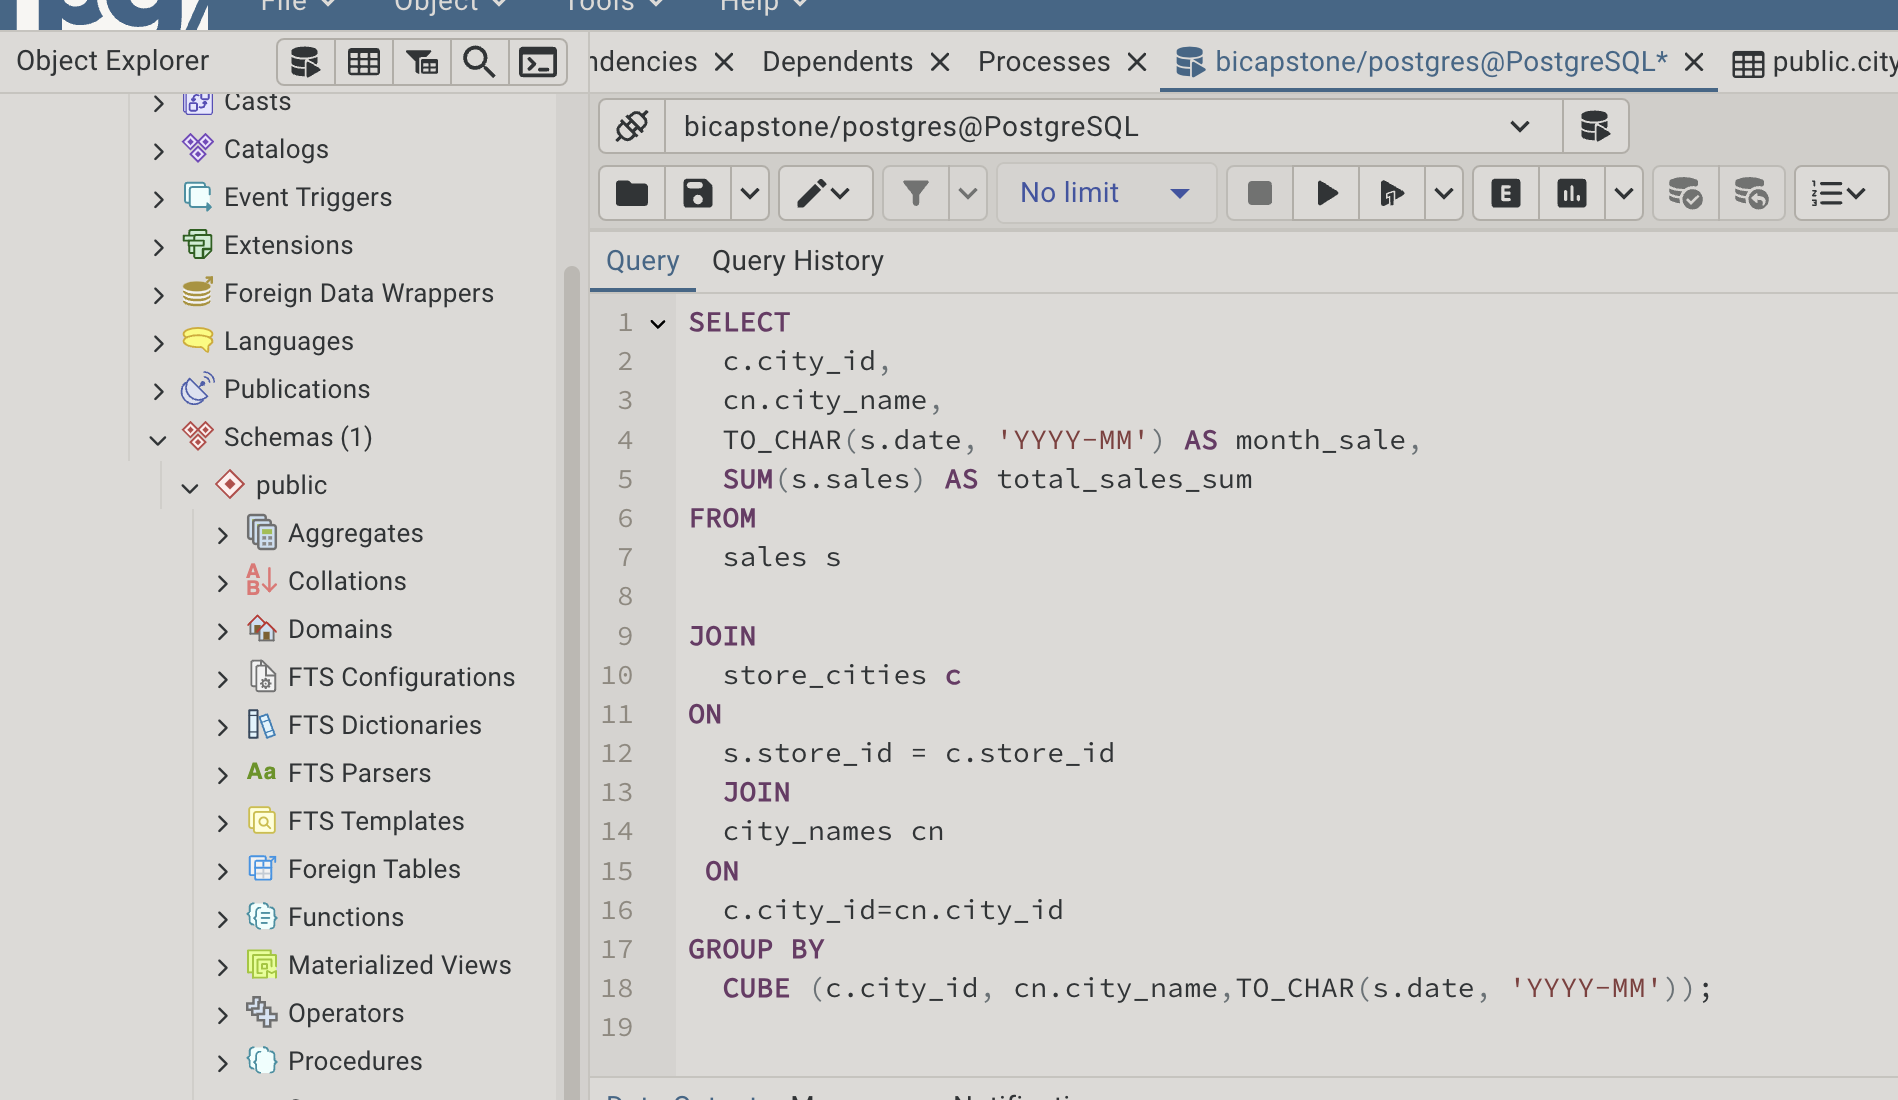 File Object Tools Help
Object Explorer
ndencies Dependents Processes bicapstone/postgres@PostgreSQL* public.city
bicapstone/postgres@PostgreSQL
No limit
E
Query Query History
Casts
Catalogs
Event Triggers
Extensions
Foreign Data Wrappers
Languages
Publications
Schemas (1)
public
Aggregates
Collations
Domains
FTS Configurations
FTS Dictionaries
Aa FTS Parsers
FTS Templates
Foreign Tables
Functions
Materialized Views
Operators
Procedures
1 SELECT
2 c.city_id,
3 cn.city_name,
4 TO_CHAR(s.date, 'YYYY-MM') AS month_sale,
5 SUM(s.sales) AS total_sales_sum
6 FROM
7 sales s
8
9 JOIN
10 store_cities c
11 ON
12 s.store_id = c.store_id
13 JOIN
14 city_names cn
15 ON
16 c.city_id=cn.city_id
17 GROUP BY
18 CUBE (c.city_id, cn.city_name,TO_CHAR(s.date, 'YYYY-MM'));
19